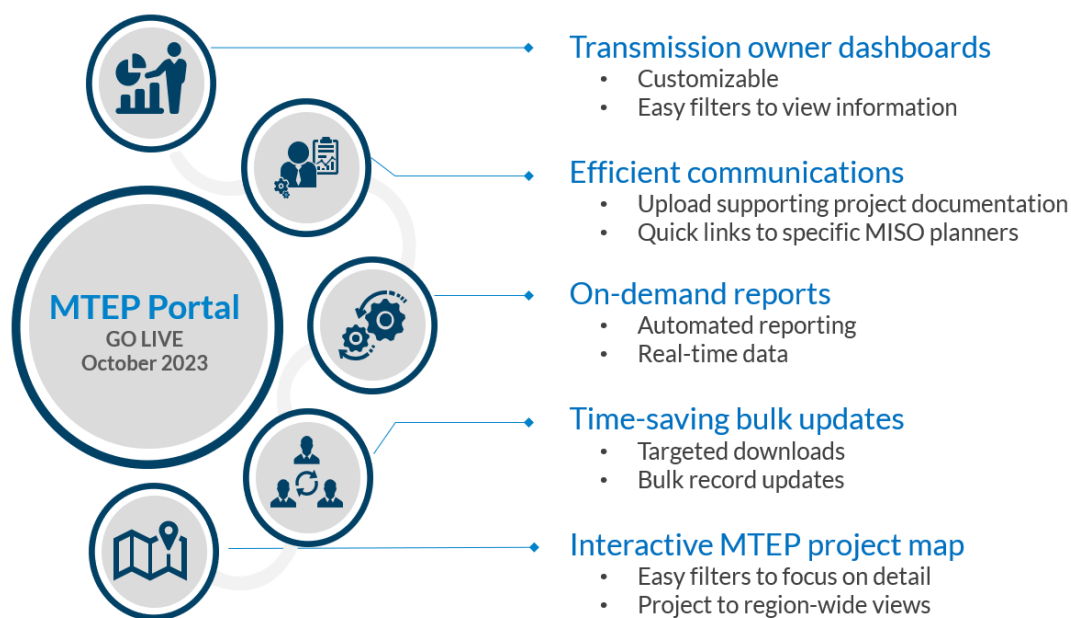 MTEP Portal
GO LIVE
October 2023
Transmission owner dashboards
• Customizable
• Easy filters to view information
Efficient communications
• Upload supporting project documentation
• Quick links to specific MISO planners
On-demand reports
• Automated reporting
• Real-time data
Time-saving bulk updates
• Targeted downloads
• Bulk record updates
Interactive MTEP project map
• Easy filters to focus on detail
• Project to region-wide views